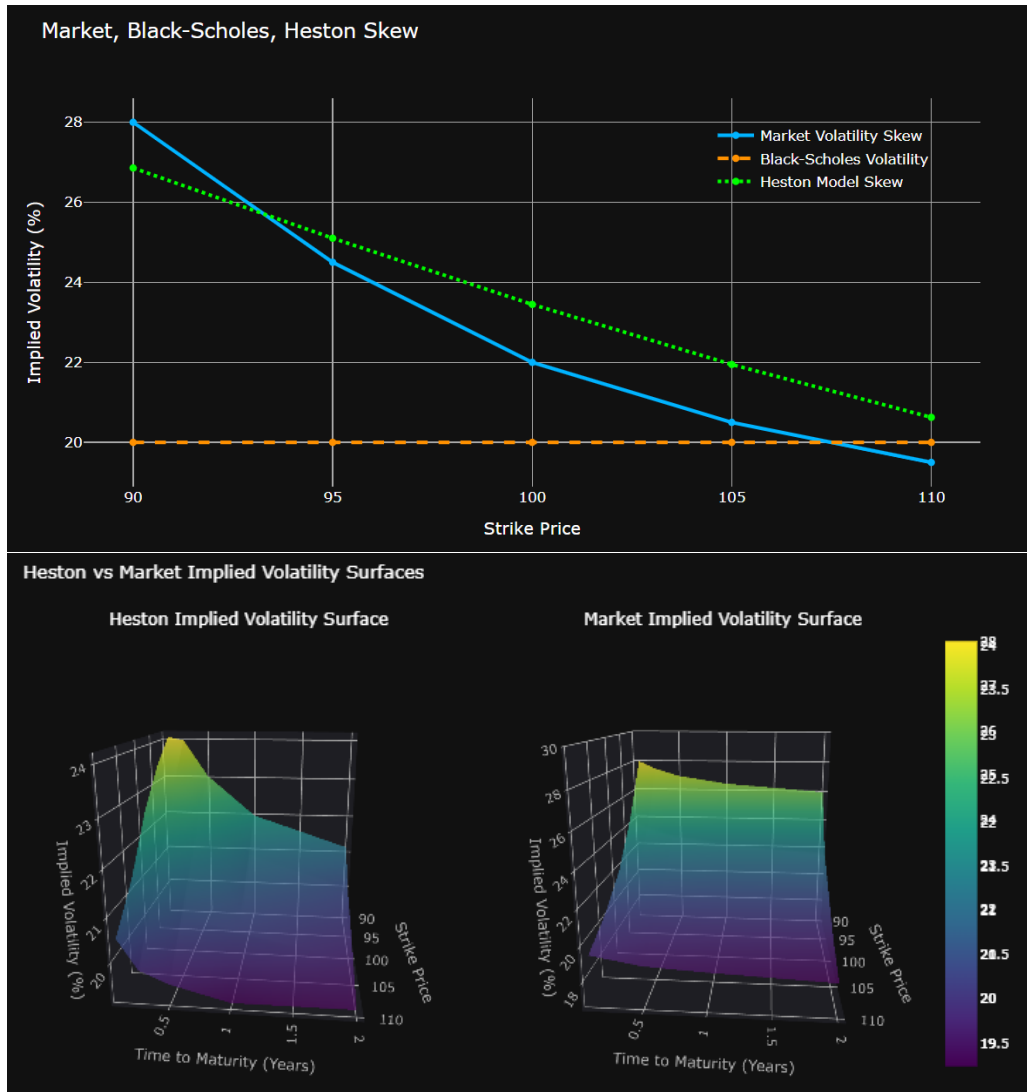 Market, Black-Scholes, Heston Skew
28
26
24
22
20
Implied Volatility (%)
Market Volatility Skew
Black-Scholes Volatility
Heston Model Skew
90 95 100 105 110
Strike Price
Heston vs Market Implied Volatility Surfaces
Heston Implied Volatility Surface
24
23
22
21
20
Implied Volatility (%)
90
95
100
105
110
Strike Price
0.5 1 1.5 2
Time to Maturity (Years)
Market Implied Volatility Surface
30
28
26
24
22
20
18
Implied Volatility (%)
90
95
100
105
110
Strike Price
0.5 1 1.5 2
Time to Maturity (Years)
20
19.5